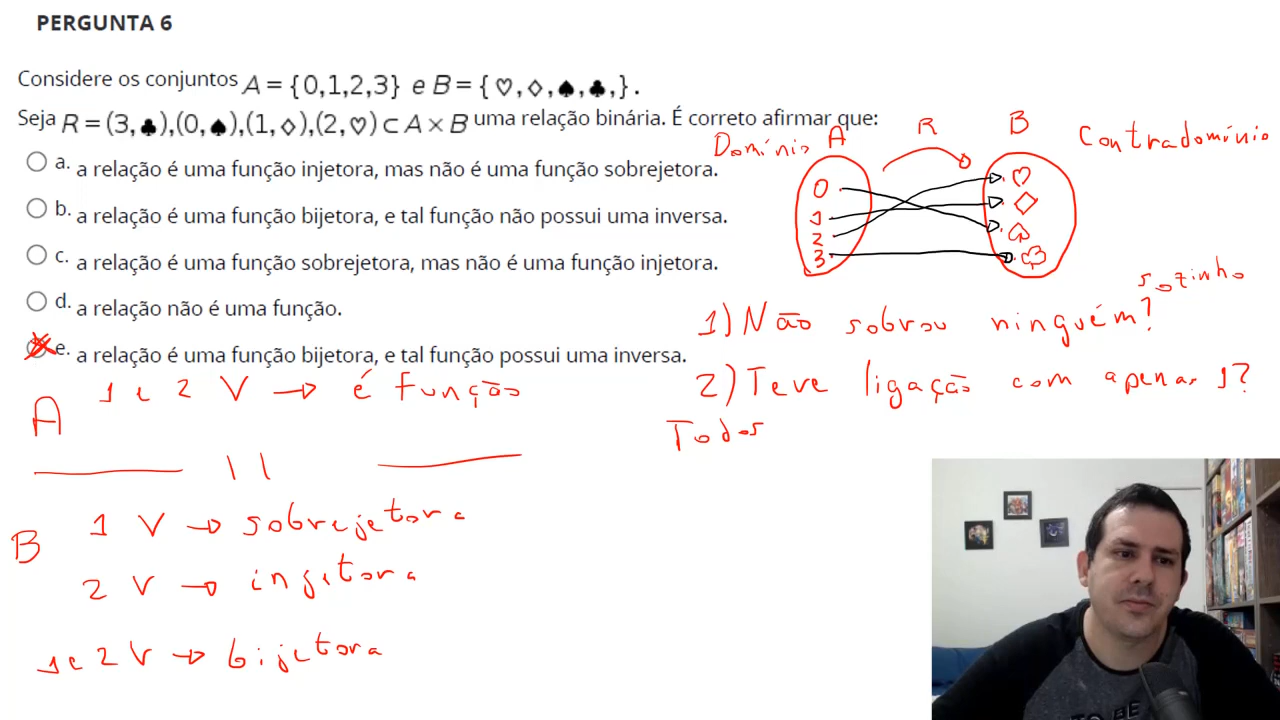 PERGUNTA 6
Considere os conjuntos A = {0,1,2,3} e B = {♡,◇,♠,♣,}.
Seja R = (3,♣),(0,♠),(1,◇),(2,♡) ⊂ A × B uma relação binária. É correto afirmar que:
a. a relação é uma função injetora, mas não é uma função sobrejetora.
b. a relação é uma função bijetora, e tal função não possui uma inversa.
c. a relação é uma função sobrejetora, mas não é uma função injetora.
d. a relação não é uma função.
e. a relação é uma função bijetora, e tal função possui uma inversa.
Domínio A R B Contradomínio
0 ♡
1 ◇
2 ♤
3 ♧
sozinho
1) Não sobrou ninguém?
2) Teve ligação com apenas 1?
Todos
A 1 e 2 V → é função
B
1 V → sobrejetora
2 V → injetora
1 e 2 V → bijetora